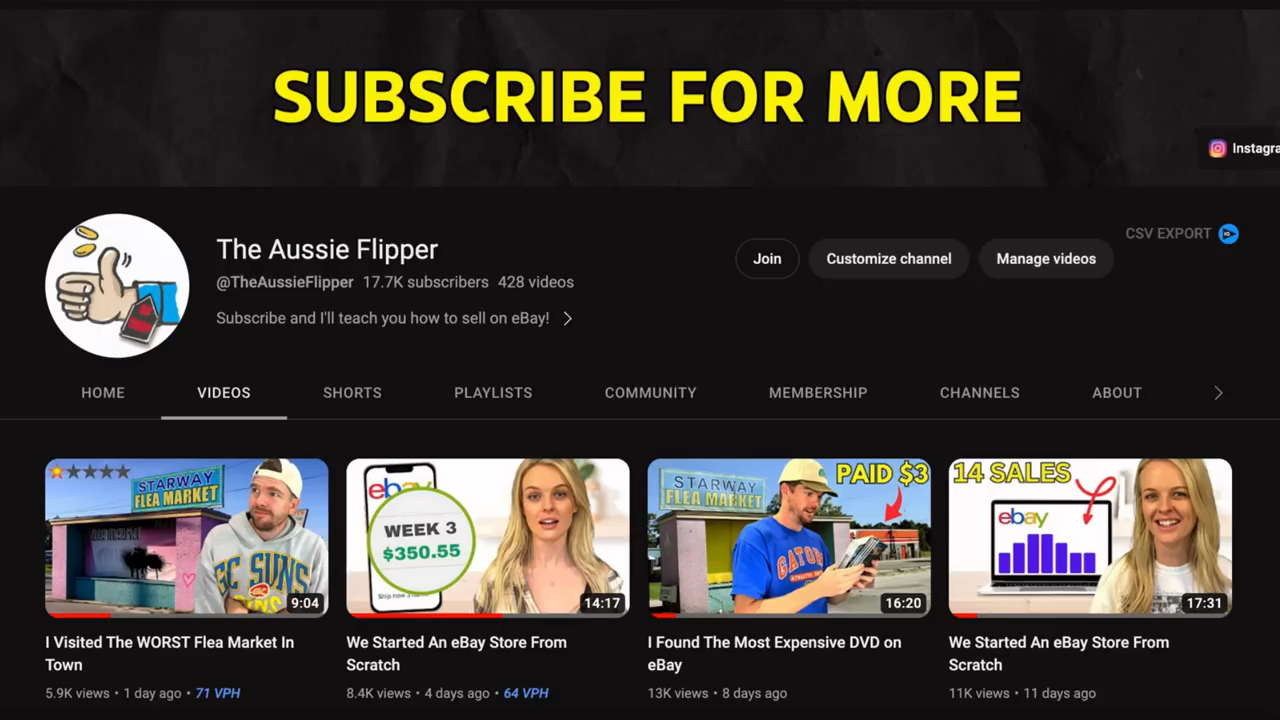 SUBSCRIBE FOR MORE
Instagra
The Aussie Flipper
@TheAussieFlipper 17.7K subscribers 428 videos
Subscribe and I'll teach you how to sell on eBay!
Join
Customize channel
Manage videos
CSV EXPORT
HOME
VIDEOS
SHORTS
PLAYLISTS
COMMUNITY
MEMBERSHIP
CHANNELS
ABOUT
STARWAY
FLEA MARKET
SUNS
9:04
ebay
WEEK 3
$350.55
14:17
STARWAY
FLEA MARKET
PAID $3
16:20
14 SALES
ebay
17:31
I Visited The WORST Flea Market In
Town
5.9K views • 1 day ago • 71 VPH
We Started An eBay Store From
Scratch
8.4K views • 4 days ago • 64 VPH
I Found The Most Expensive DVD on
eBay
13K views • 8 days ago
We Started An eBay Store From
Scratch
11K views • 11 days ago